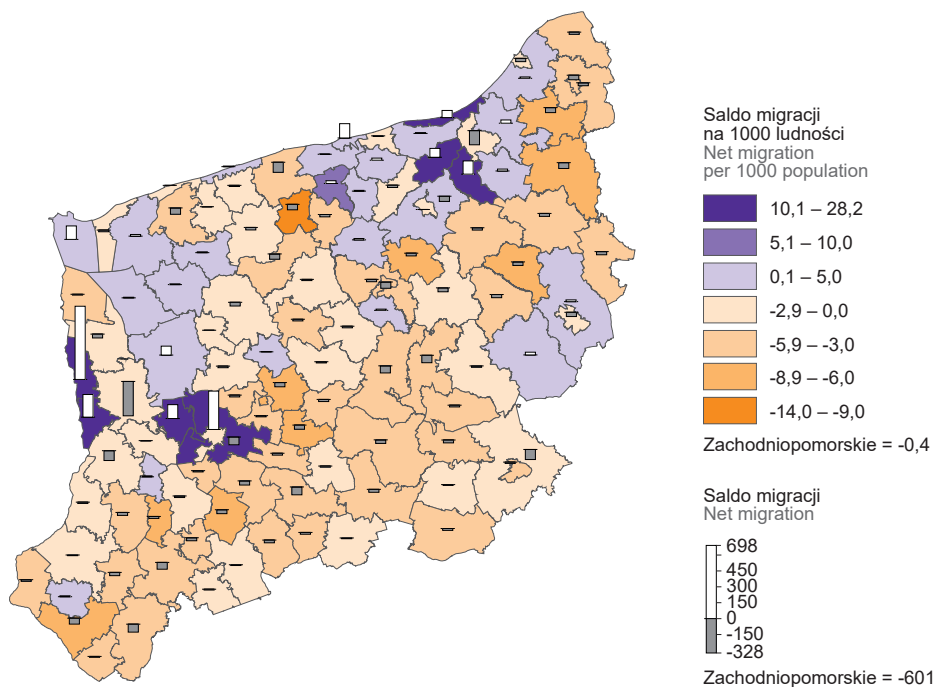 Saldo migracji
na 1000 ludności
Net migration
per 1000 population
10,1 – 28,2
5,1 – 10,0
0,1 – 5,0
-2,9 – 0,0
-5,9 – -3,0
-8,9 – -6,0
-14,0 – -9,0
Zachodniopomorskie = -0,4
Saldo migracji
Net migration
698
450
300
150
0
-150
-328
Zachodniopomorskie = -601